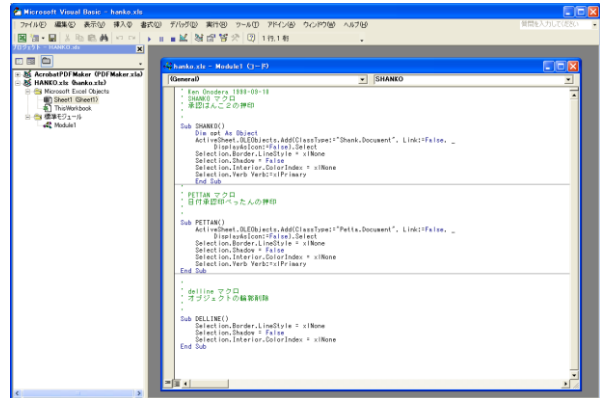 Microsoft Visual Basic - hanko.xls
ファイル(F) 編集(E) 表示(V) 挿入(I) 書式(O) デバッグ(D) 実行(R) ツール(T) アドイン(A) ウィンドウ(W) ヘルプ(H)
質問を入力してください
1行, 1桁
プロジェクト - HANKO.xls
AcrobatPDFMaker (PDFMaker.xla)
HANKO.xls (hanko.xls)
Microsoft Excel Objects
Sheet1 (Sheet1)
ThisWorkbook
標準モジュール
Module1
hanko.xls - Module1 (コード)
(General)
SHANKO
' Ken Onodera 1998-09-18
' SHANKO マクロ
' 承認はんこ2の押印
'
Sub SHANKO()
Dim opt As Object
ActiveSheet.OLEObjects.Add(ClassType:="Shank.Document", Link:=False, _
DisplayAsIcon:=False).Select
Selection.Border.LineStyle = xlNone
Selection.Shadow = False
Selection.Interior.ColorIndex = xlNone
Selection.Verb Verb:=xlPrimary
End Sub
' PETTAN マクロ
' 日付承認印ぺったんの押印
'
Sub PETTAN()
ActiveSheet.OLEObjects.Add(ClassType:="Petta.Document", Link:=False, _
DisplayAsIcon:=False).Select
Selection.Border.LineStyle = xlNone
Selection.Shadow = False
Selection.Interior.ColorIndex = xlNone
Selection.Verb Verb:=xlPrimary
End Sub
'
' delline マクロ
' オブジェクトの輪郭削除
'
Sub DELLINE()
Selection.Border.LineStyle = xlNone
Selection.Shadow = False
Selection.Interior.ColorIndex = xlNone
End Sub